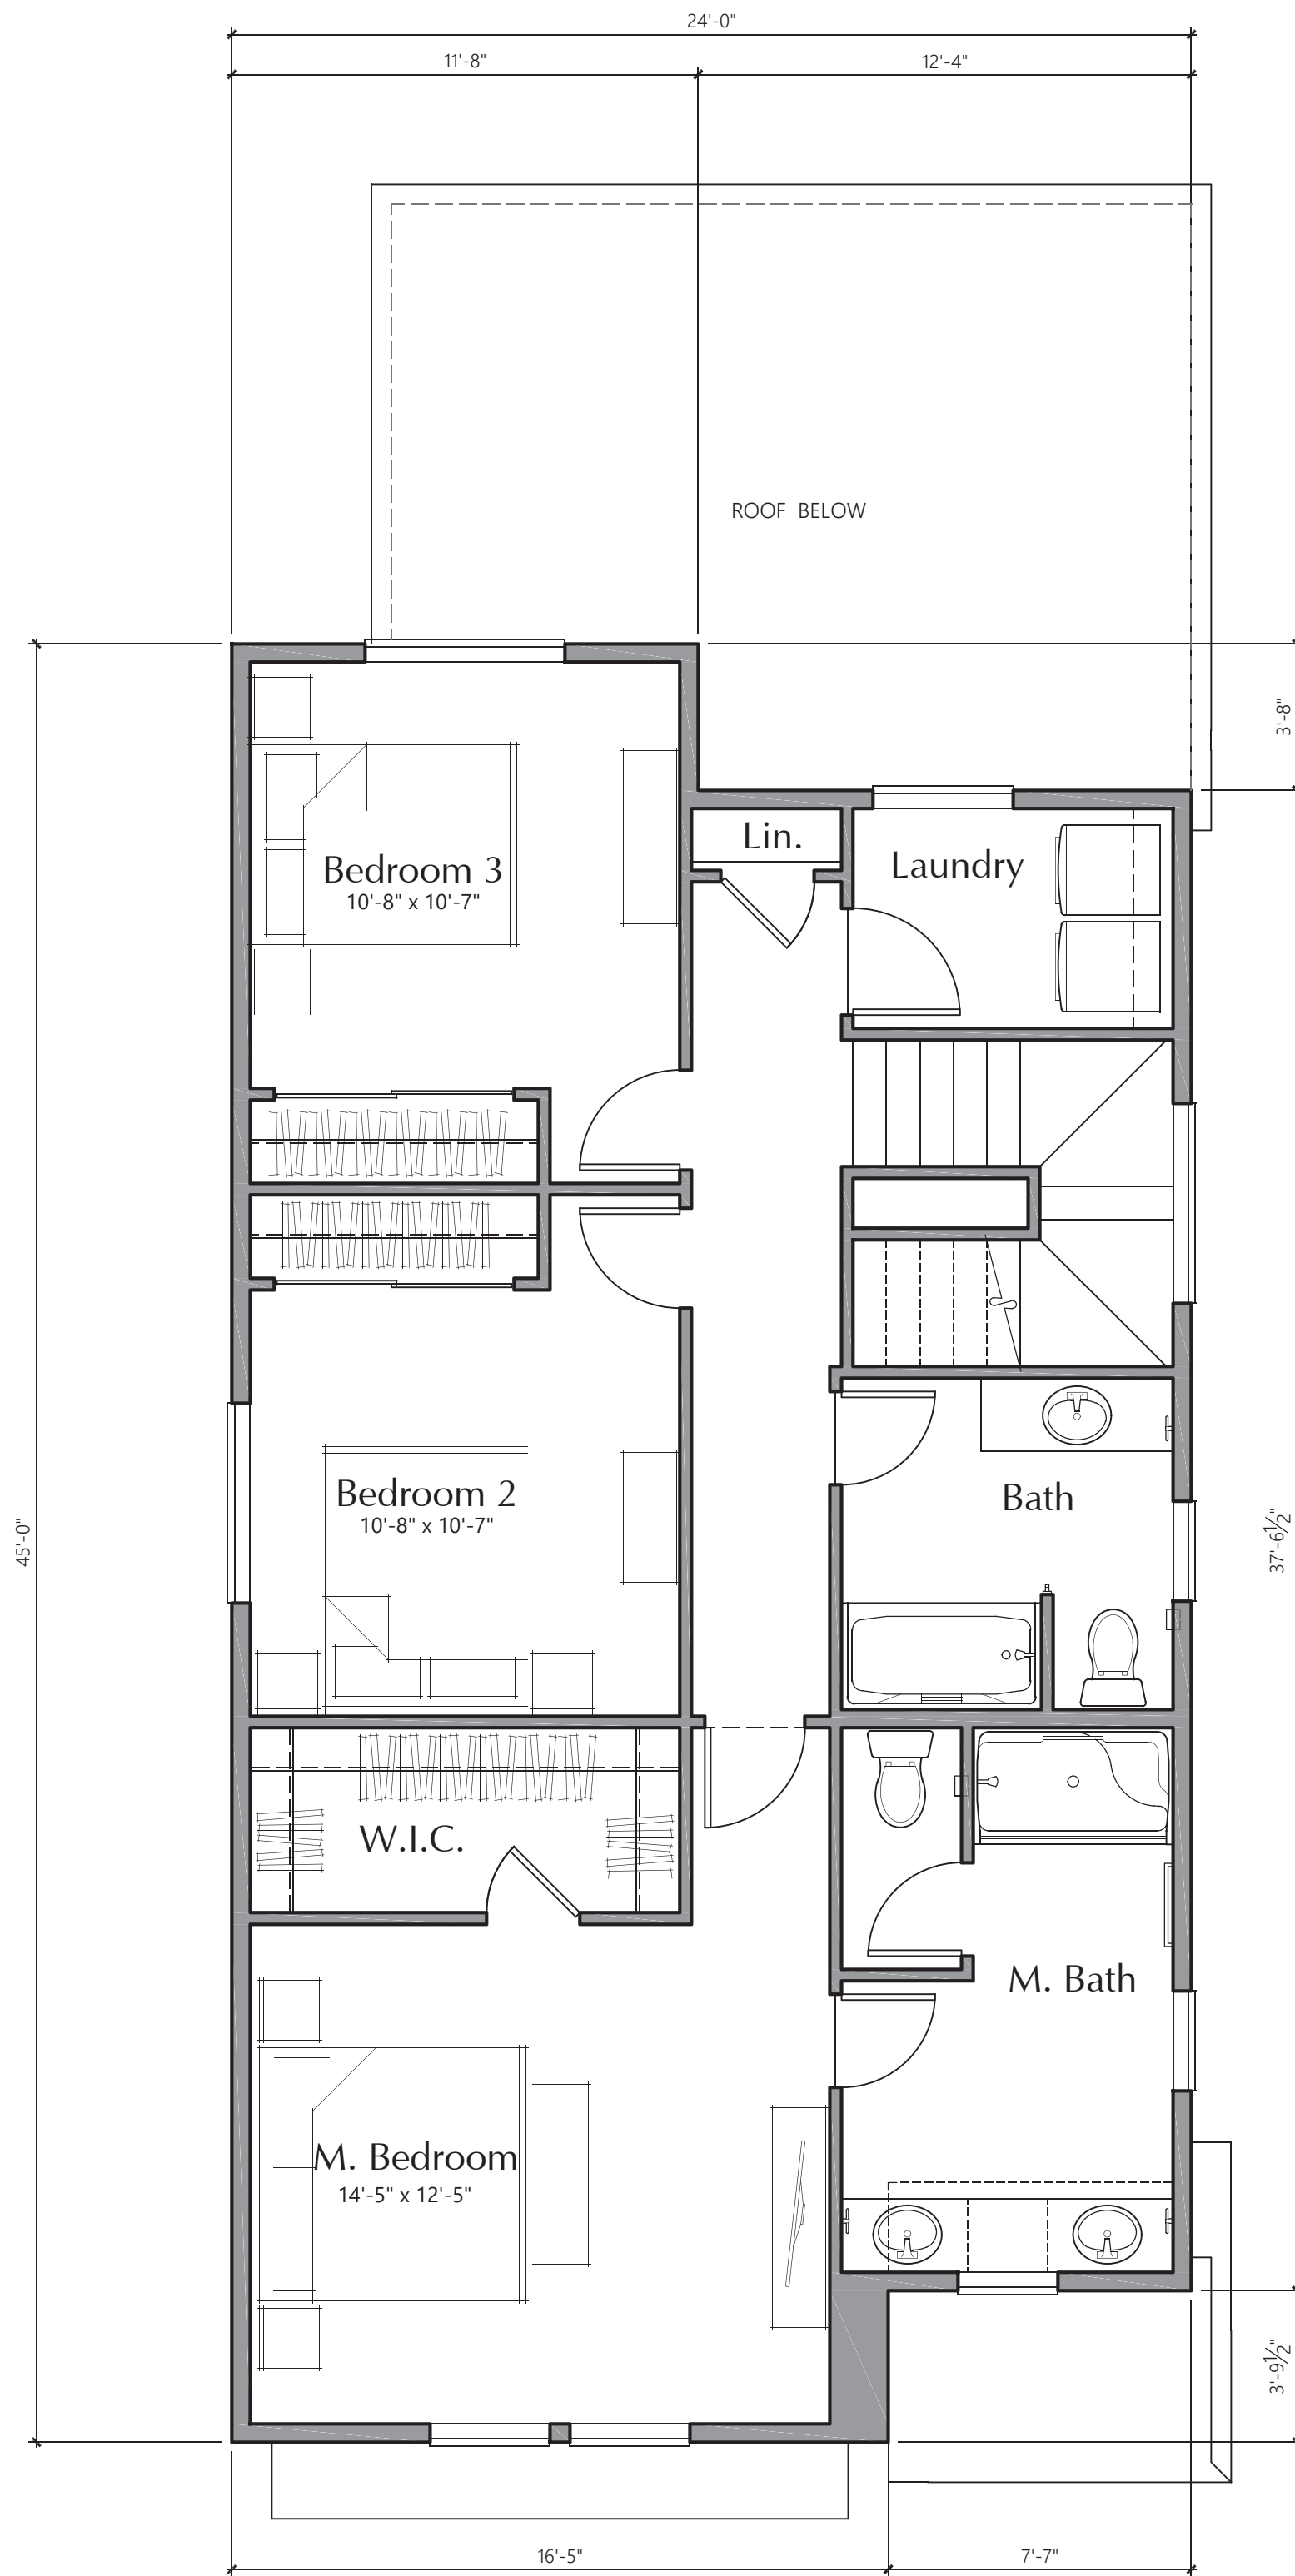 24'-0"
11'-8"
12'-4"
ROOF BELOW
3'-8"
Lin.
Laundry
Bedroom 3
10'-8" x 10'-7"
Bedroom 2
10'-8" x 10'-7"
Bath
45'-0"
37'-6½"
W.I.C.
M. Bath
M. Bedroom
14'-5" x 12'-5"
3'-9½"
16'-5"
7'-7"